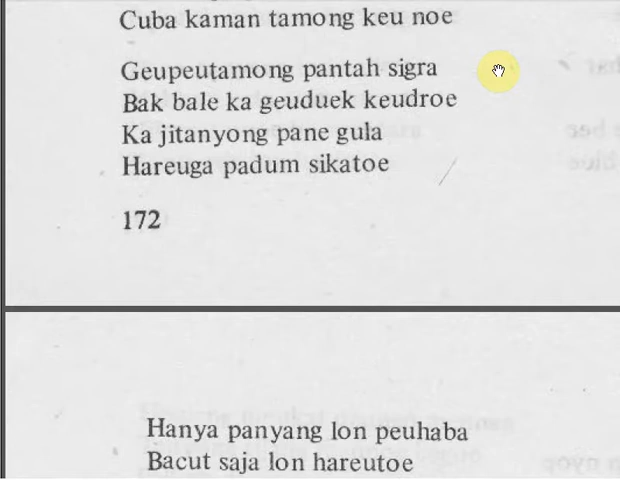 Cuba kaman tamong keu noe
Geupeutamong pantah sigra
Bak bale ka geuduek keudroe
Ka jitanyong pane gula
Hareuga padum sikatoe
172
Hanya panyang lon peuhaba
Bacut saja lon hareutoe